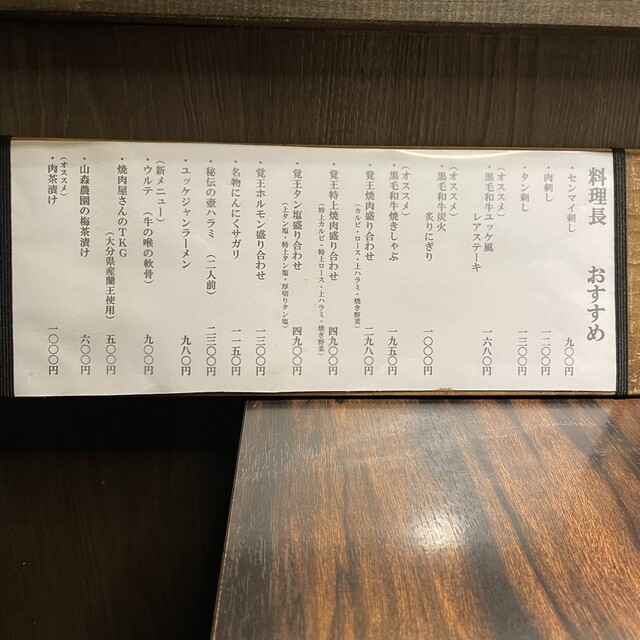 料理長 おすすめ
・センマイ刺し 九〇〇円
・肉刺し 一二〇〇円
・タン刺し 一三〇〇円
(オススメ)
・黒毛和牛ユッケ風
レアステーキ 一六八〇円
(オススメ)
・黒毛和牛炭火
炙りにぎり 一〇〇〇円
(オススメ)
・黒毛和牛焼きしゃぶ 一九五〇円
・覚王焼肉盛り合わせ 二九八〇円
(カルビ・ロース・上ハラミ・焼き野菜)
・覚王特上焼肉盛り合わせ 四九〇〇円
(特上カルビ・特上ロース・上ハラミ・焼き野菜)
・覚王タン塩盛り合わせ 四九〇〇円
(上タン塩・特上タン塩・厚切りタン塩)
・覚王ホルモン盛り合わせ 一三〇〇円
・名物にんにくサガリ 一一五〇円
・秘伝の壺ハラミ (二人前) 二三〇〇円
・ユッケジャンラーメン 九八〇円
(新メニュー)
・ウルテ (牛の喉の軟骨) 九〇〇円
・焼肉屋さんのTKG 五〇〇円
(大分県産蘭王使用)
・山森農園の梅茶漬け 六〇〇円
(オススメ)
・肉茶漬け 一〇〇〇円